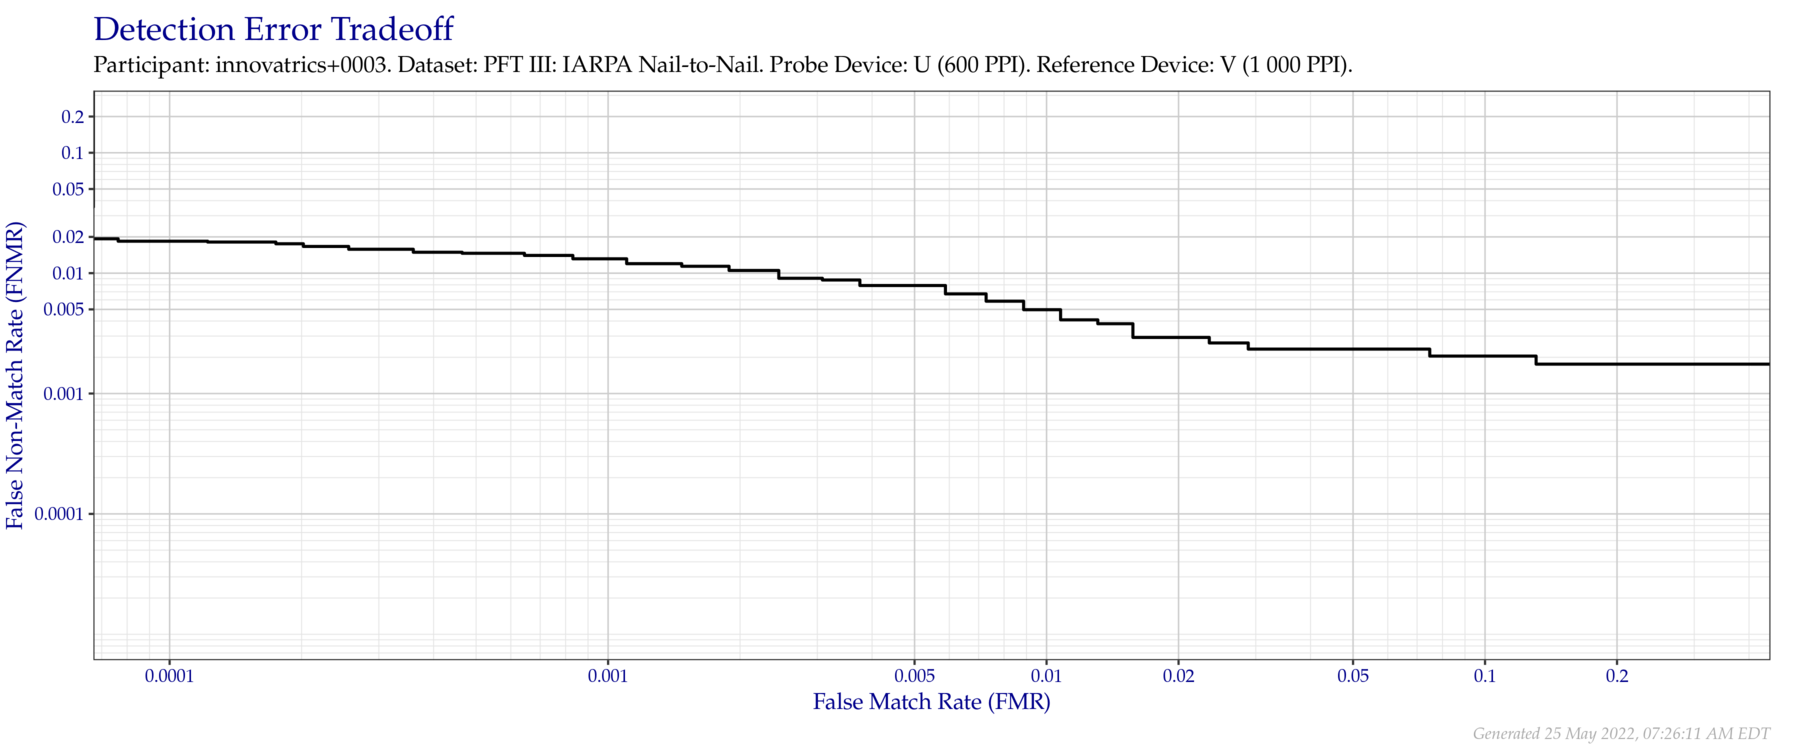 Detection Error Tradeoff
Participant: innovatrics+0003. Dataset: PFT III: IARPA Nail-to-Nail. Probe Device: U (600 PPI). Reference Device: V (1 000 PPI).
0.2
0.1
0.05
0.02
0.01
0.005
0.001
0.0001
False Non-Match Rate (FNMR)
0.0001 0.001 0.005 0.01 0.02 0.05 0.1 0.2
False Match Rate (FMR)
Generated 25 May 2022, 07:26:11 AM EDT